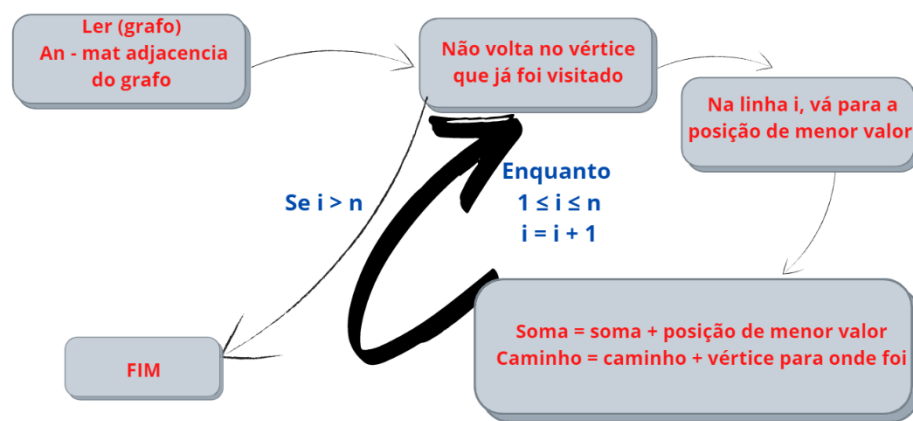 Ler (grafo)
An - mat adjacencia
do grafo
Não volta no vértice
que já foi visitado
Na linha i, vá para a
posição de menor valor
Enquanto
1 ≤ i ≤ n
i = i + 1
Se i > n
Soma = soma + posição de menor valor
Caminho = caminho + vértice para onde foi
FIM